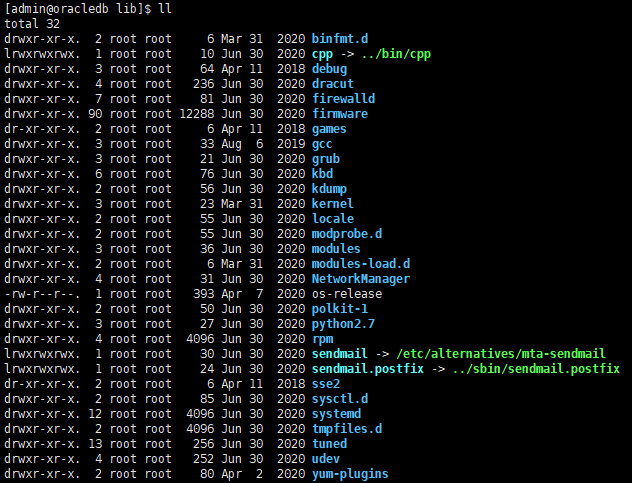 [admin@oracledb lib]$ ll
total 32
drwxr-xr-x.  2 root root     6 Mar 31  2020 binfmt.d
lrwxrwxrwx.  1 root root    10 Jun 30  2020 cpp -> ../bin/cpp
drwxr-xr-x.  3 root root    64 Apr 11  2018 debug
drwxr-xr-x.  4 root root   236 Jun 30  2020 dracut
drwxr-xr-x.  7 root root    81 Jun 30  2020 firewalld
drwxr-xr-x. 90 root root 12288 Jun 30  2020 firmware
dr-xr-xr-x.  2 root root     6 Apr 11  2018 games
drwxr-xr-x.  3 root root    33 Aug  6  2019 gcc
drwxr-xr-x.  3 root root    21 Jun 30  2020 grub
drwxr-xr-x.  6 root root    76 Jun 30  2020 kbd
drwxr-xr-x.  2 root root    56 Jun 30  2020 kdump
drwxr-xr-x.  3 root root    23 Mar 31  2020 kernel
drwxr-xr-x.  2 root root    55 Jun 30  2020 locale
drwxr-xr-x.  2 root root    55 Jun 30  2020 modprobe.d
drwxr-xr-x.  3 root root    36 Jun 30  2020 modules
drwxr-xr-x.  2 root root     6 Mar 31  2020 modules-load.d
drwxr-xr-x.  4 root root    31 Jun 30  2020 NetworkManager
-rw-r--r--.  1 root root   393 Apr  7  2020 os-release
drwxr-xr-x.  2 root root    50 Jun 30  2020 polkit-1
drwxr-xr-x.  3 root root    27 Jun 30  2020 python2.7
drwxr-xr-x.  4 root root  4096 Jun 30  2020 rpm
lrwxrwxrwx.  1 root root    30 Jun 30  2020 sendmail -> /etc/alternatives/mta-sendmail
lrwxrwxrwx.  1 root root    24 Jun 30  2020 sendmail.postfix -> ../sbin/sendmail.postfix
dr-xr-xr-x.  2 root root     6 Apr 11  2018 sse2
drwxr-xr-x.  2 root root    85 Jun 30  2020 sysctl.d
drwxr-xr-x. 12 root root  4096 Jun 30  2020 systemd
drwxr-xr-x.  2 root root  4096 Jun 30  2020 tmpfiles.d
drwxr-xr-x. 13 root root   256 Jun 30  2020 tuned
drwxr-xr-x.  4 root root   252 Jun 30  2020 udev
drwxr-xr-x.  2 root root    80 Apr  2  2020 yum-plugins